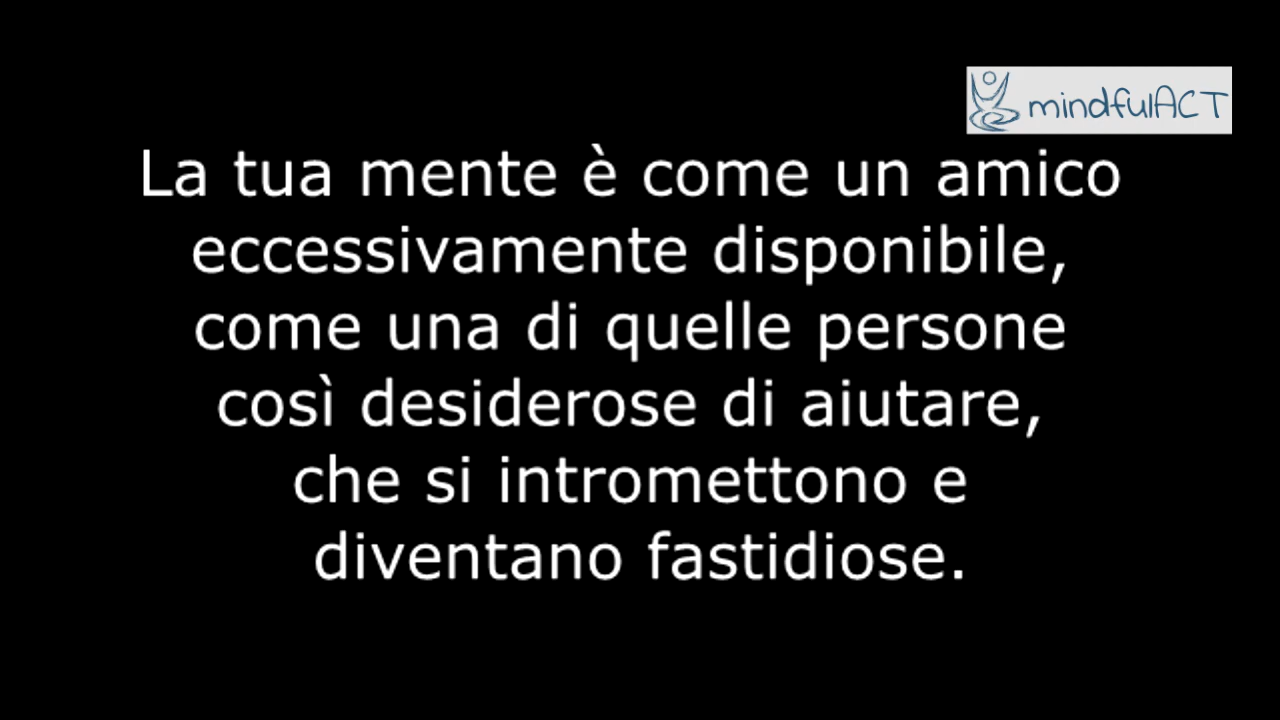 mindfulACT
La tua mente è come un amico
eccessivamente disponibile,
come una di quelle persone
così desiderose di aiutare,
che si intromettono e
diventano fastidiose.